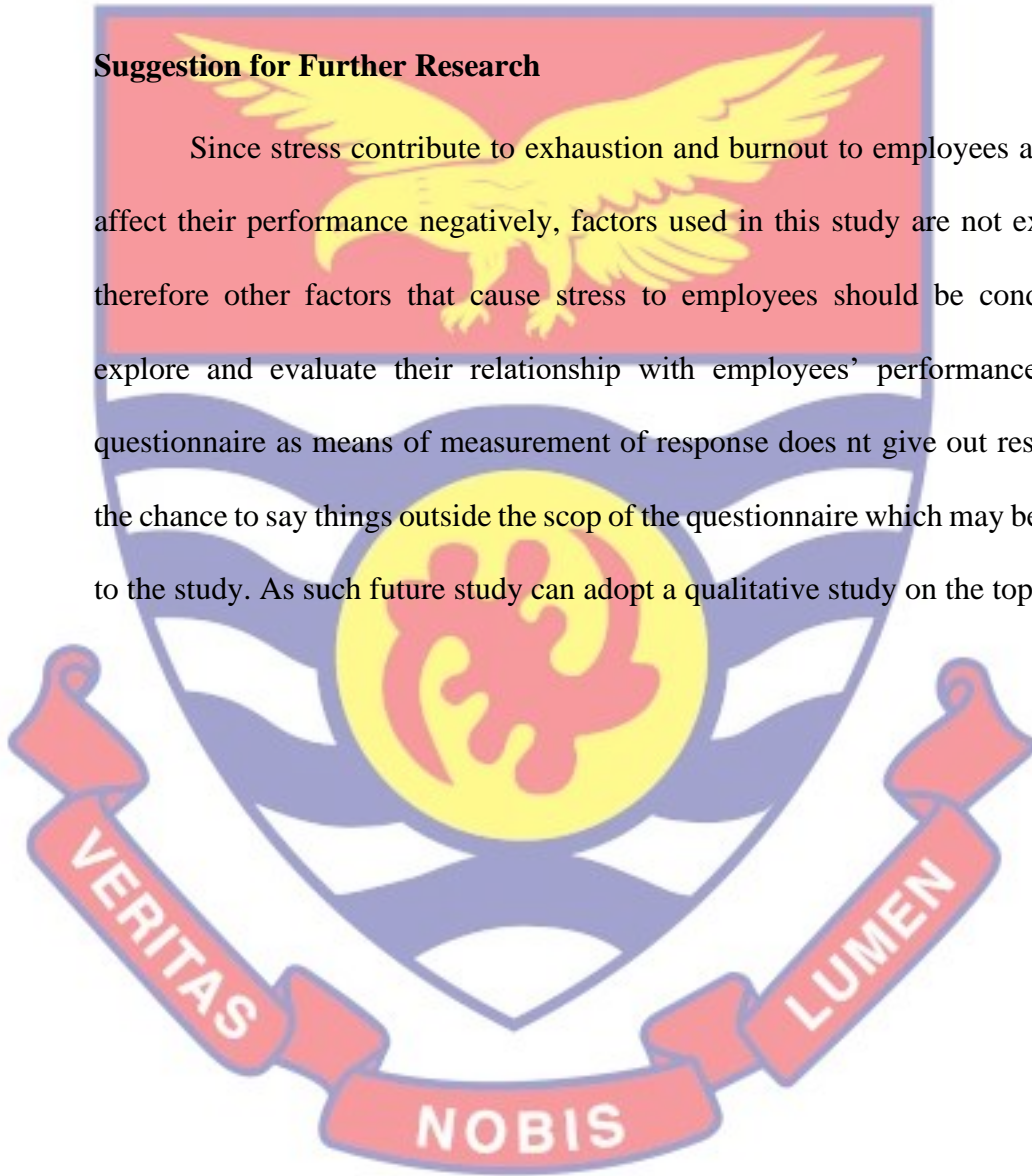 Suggestion for Further Research
Since stress contribute to exhaustion and burnout to employees a
affect their performance negatively, factors used in this study are not ex
therefore other factors that cause stress to employees should be cond
explore and evaluate their relationship with employees’ performance
questionnaire as means of measurement of response does nt give out res
the chance to say things outside the scop of the questionnaire which may be
to the study. As such future study can adopt a qualitative study on the top
VERITAS
NOBIS
LUMEN